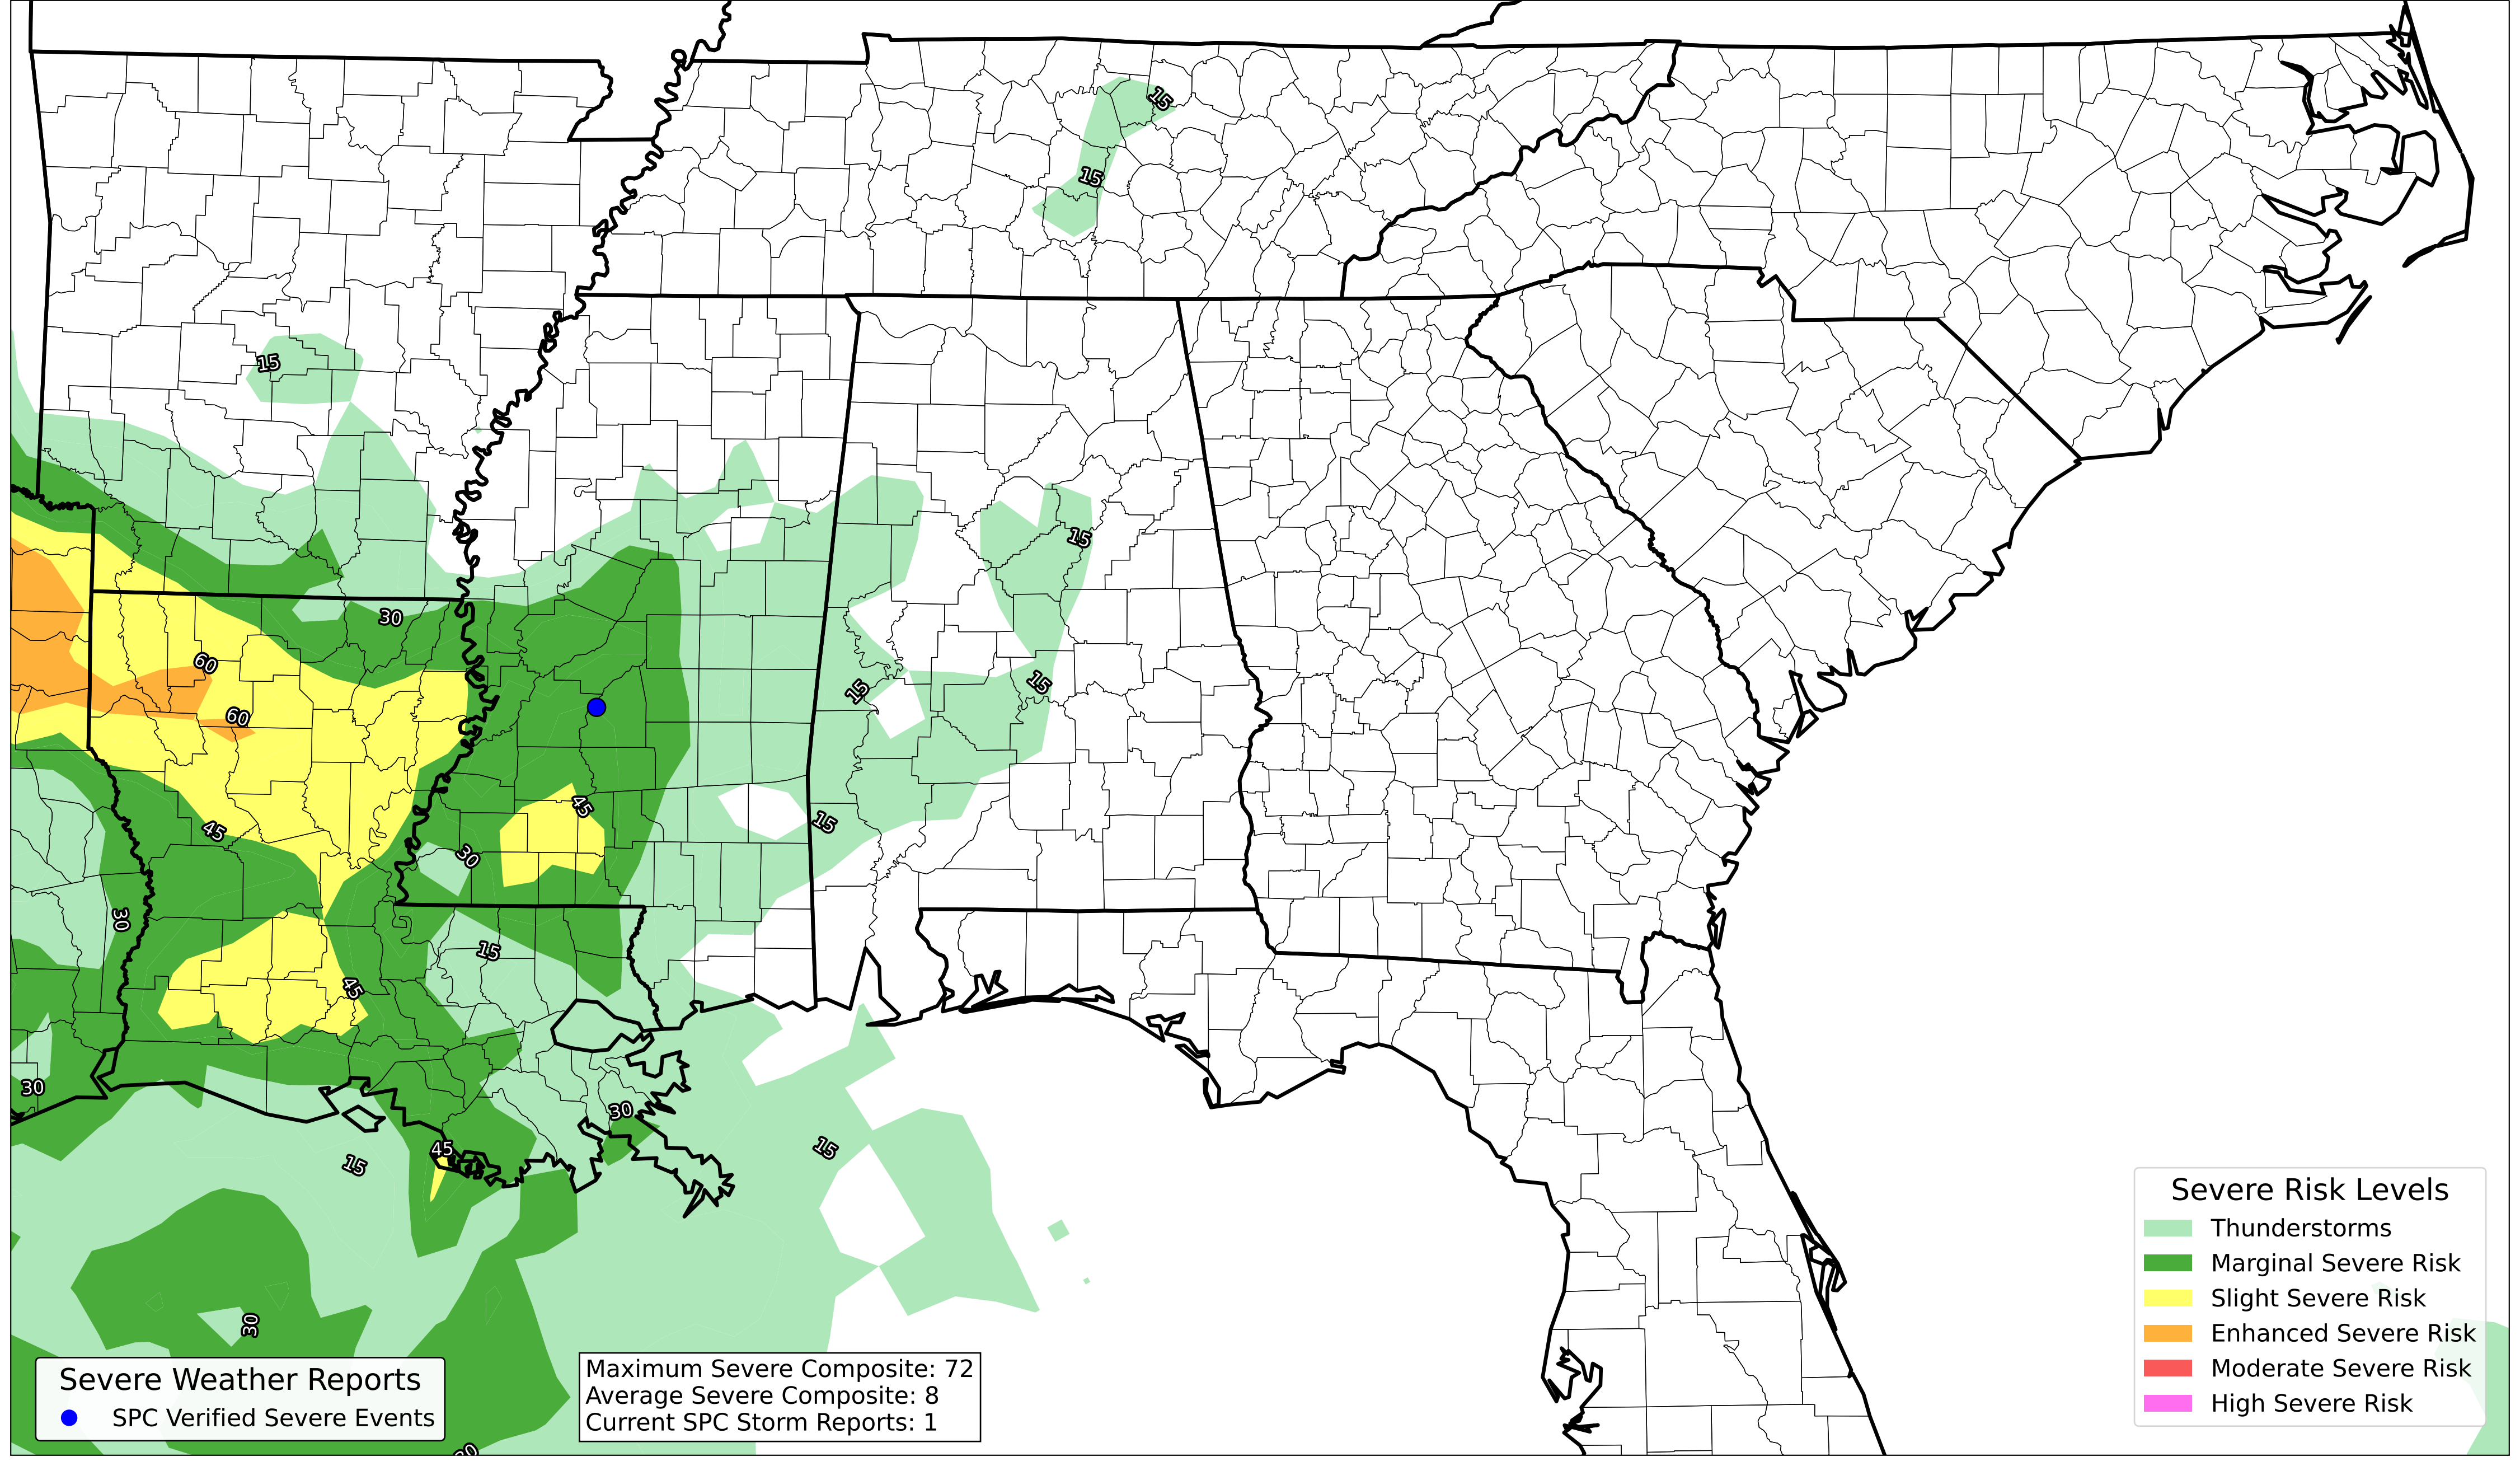 15
15
15
30
60
15
15
60
15
45
45
15
30
30
15
45
30
30
15
45
15
30
30
Severe Risk Levels
Thunderstorms
Marginal Severe Risk
Slight Severe Risk
Enhanced Severe Risk
Moderate Severe Risk
High Severe Risk
Severe Weather Reports
SPC Verified Severe Events
Maximum Severe Composite: 72
Average Severe Composite: 8
Current SPC Storm Reports: 1